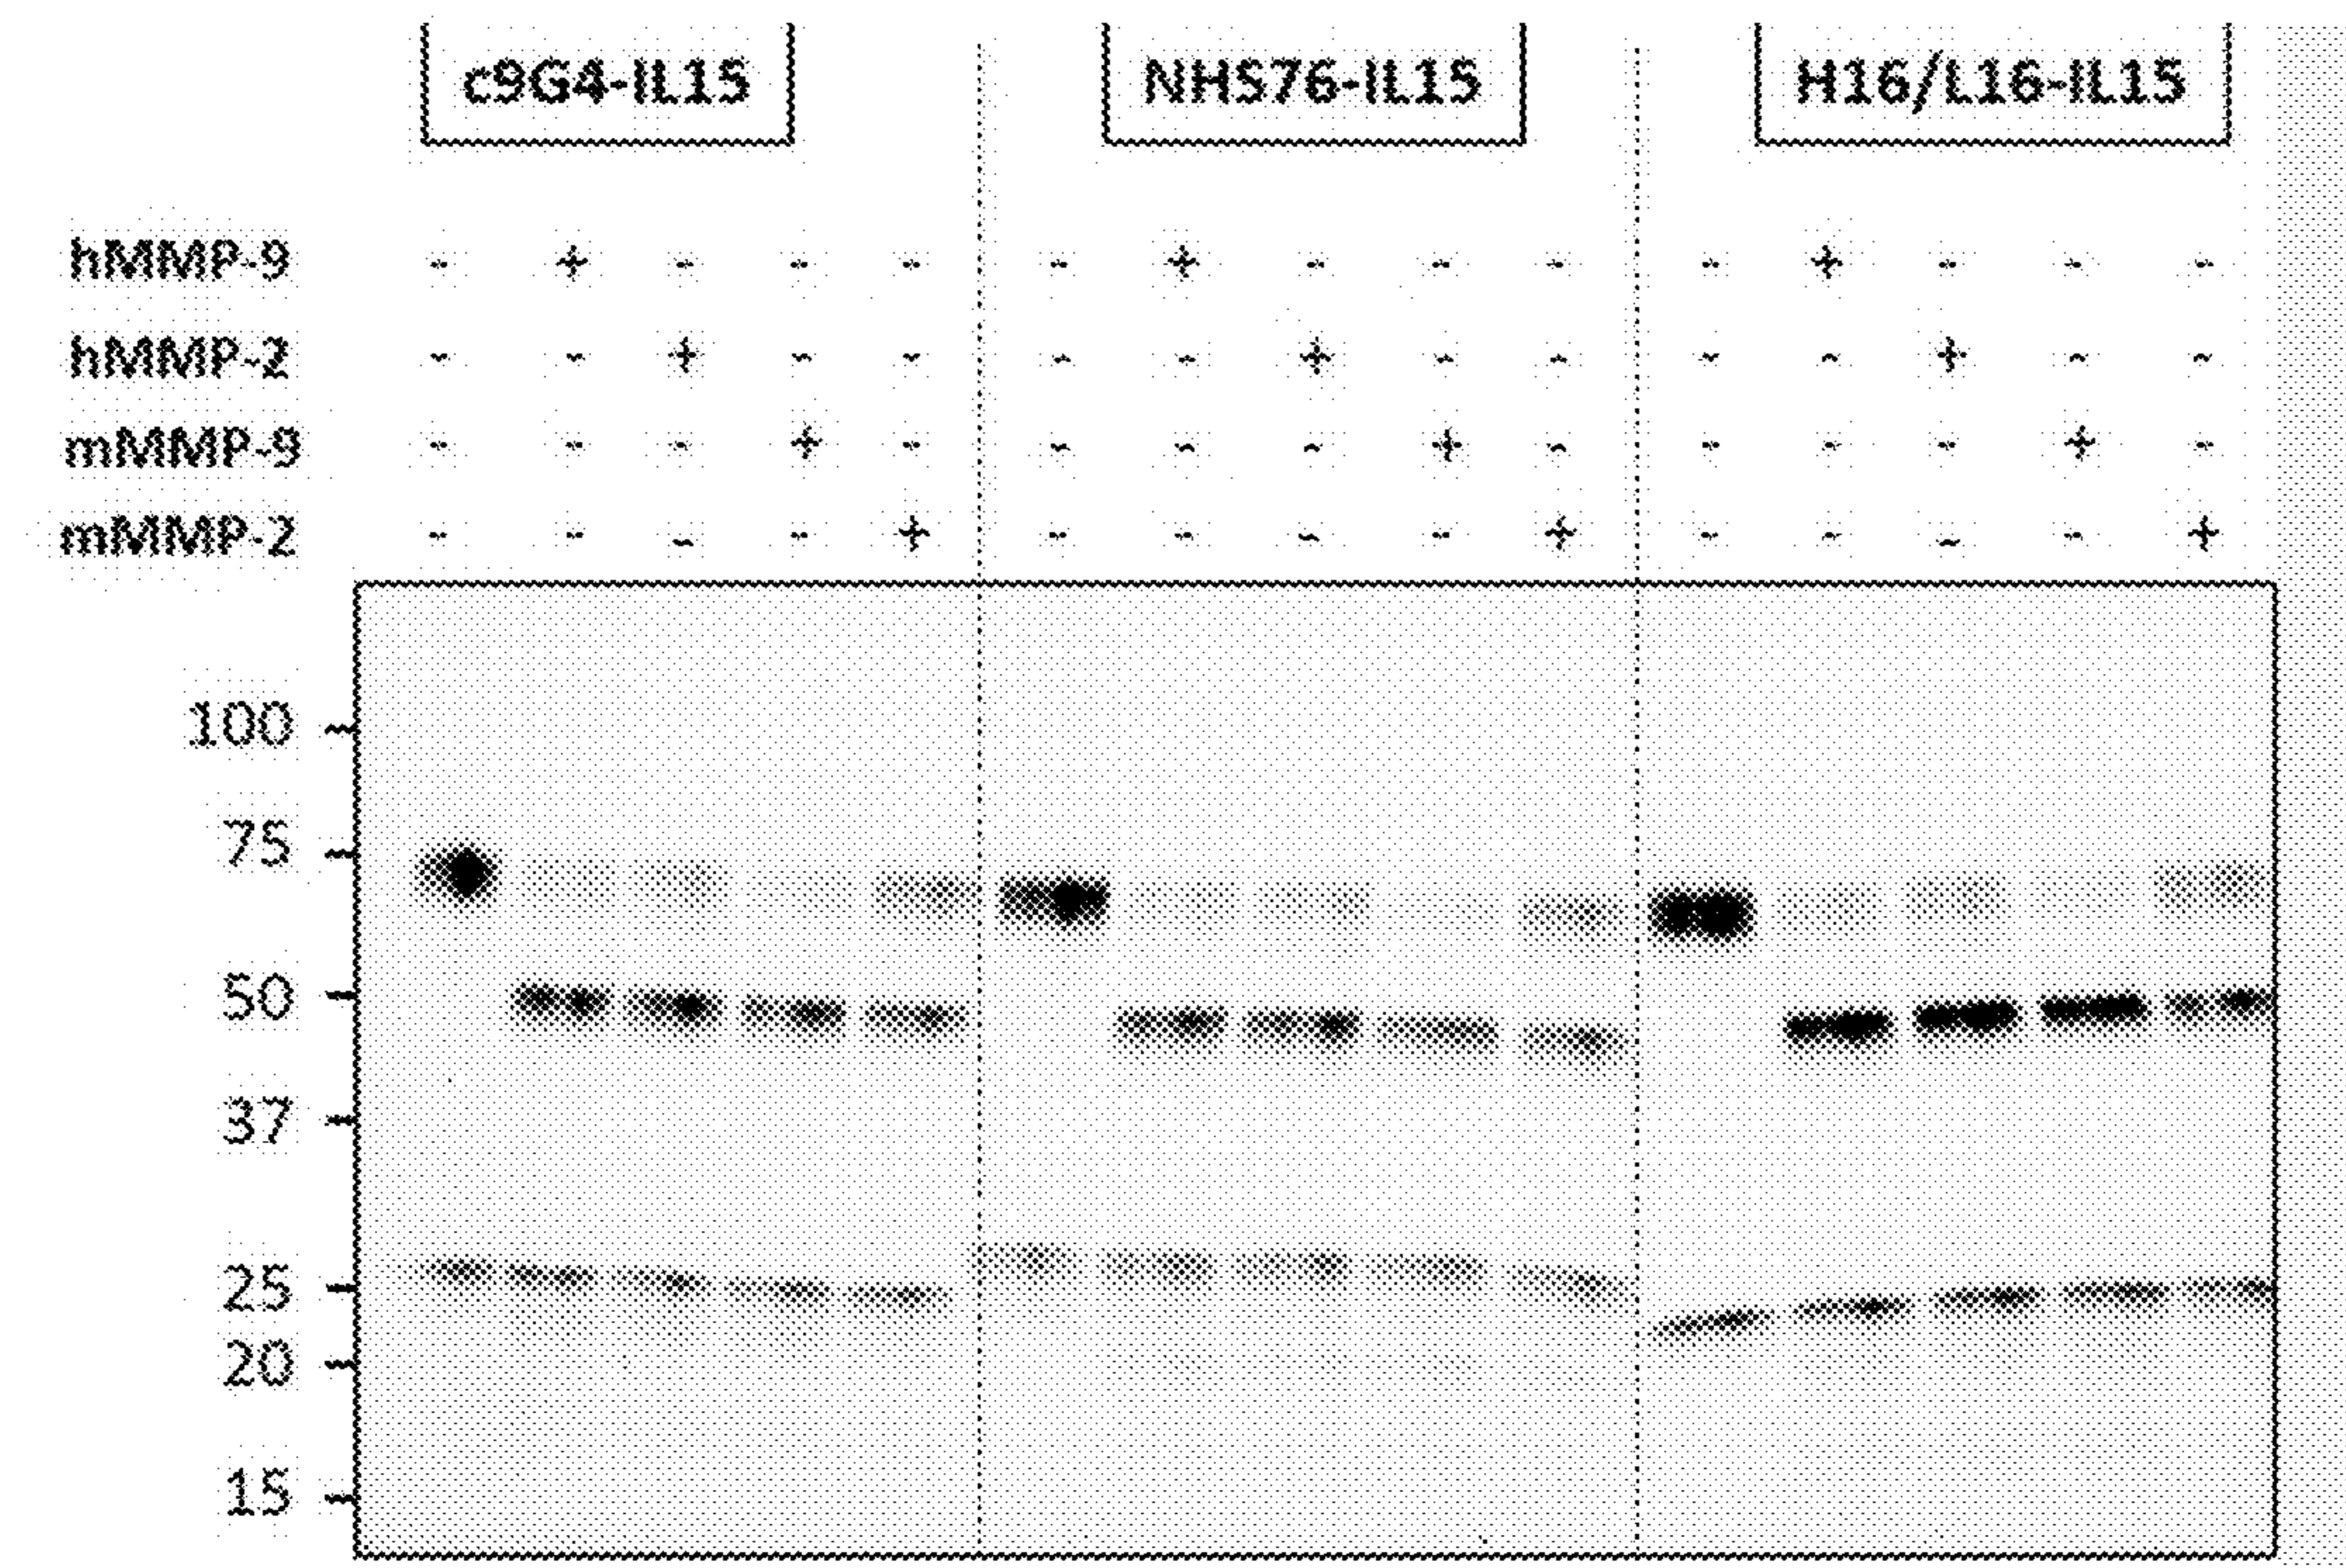 c9G4-IL15 NHS76-IL15 H16/L16-IL15
hMMP-9 - + - - - - + - - - - + - - -
hMMP-2 - - + - - - - + - - - - + - -
mMMP-9 - - - + - - - - + - - - - + -
mMMP-2 - - - - + - - - - + - - - - +
100
75
50
37
25
20
15